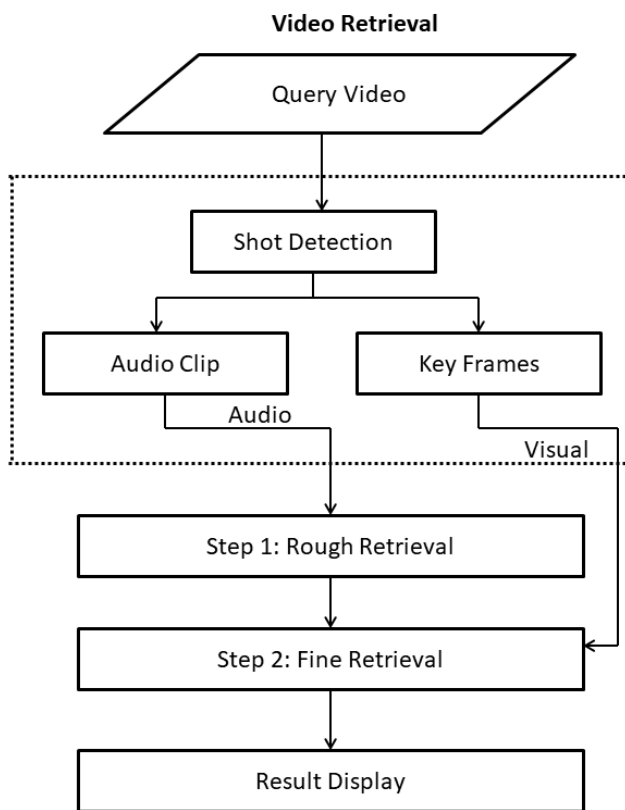 Video Retrieval
Query Video
Shot Detection
Audio Clip
Key Frames
Audio
Visual
Step 1: Rough Retrieval
Step 2: Fine Retrieval
Result Display